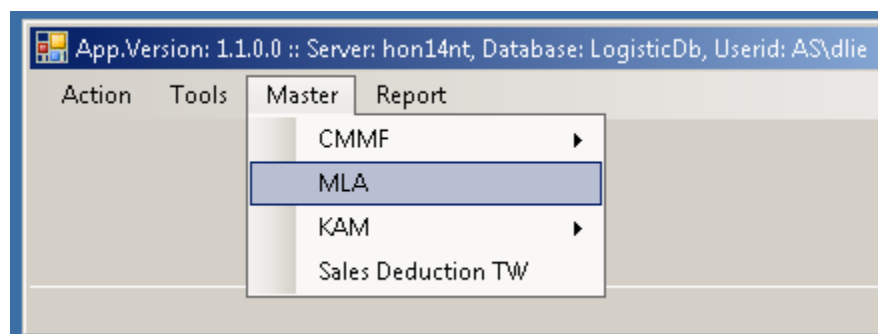 App.Version: 1.1.0.0 :: Server: hon14nt, Database: LogisticDb, Userid: AS\dlie
Action Tools Master Report
CMMF
MLA
KAM
Sales Deduction TW